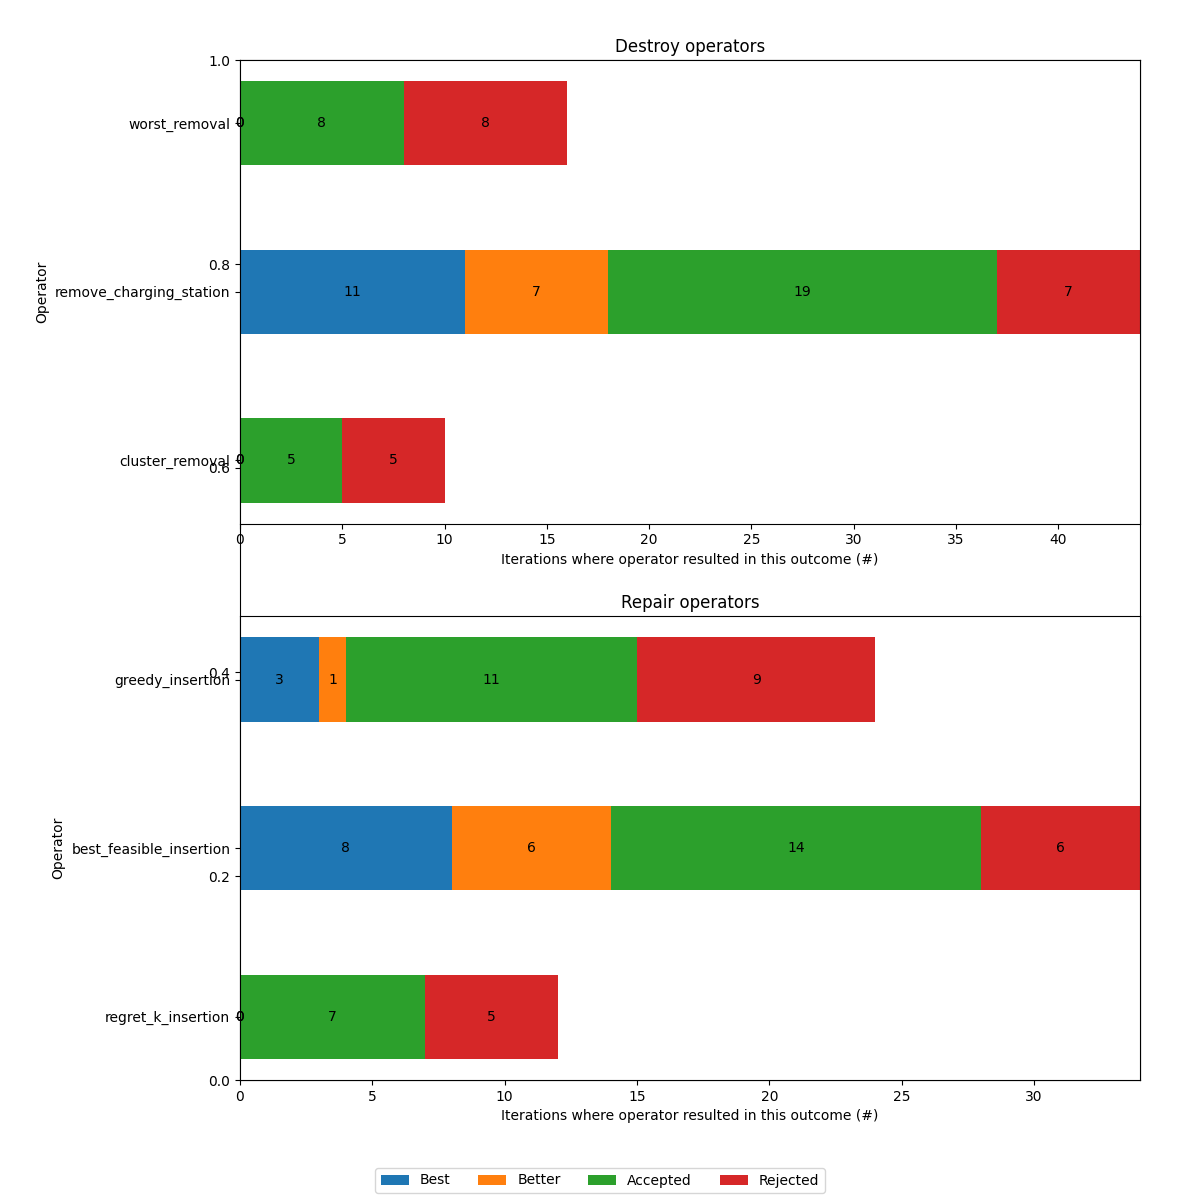 Destroy operators
1.0
worst_removal 0 8 8
0.8
Operator
remove_charging_station 11 7 19 7
cluster_removal 0 5 5
0.6
0 5 10 15 20 25 30 35 40
Iterations where operator resulted in this outcome (#)
Repair operators
0.4
greedy_insertion 3 1 11 9
Operator
best_feasible_insertion 8 6 14 6
0.2
regret_k_insertion 0 7 5
0.0
0 5 10 15 20 25 30
Iterations where operator resulted in this outcome (#)
Best Better Accepted Rejected